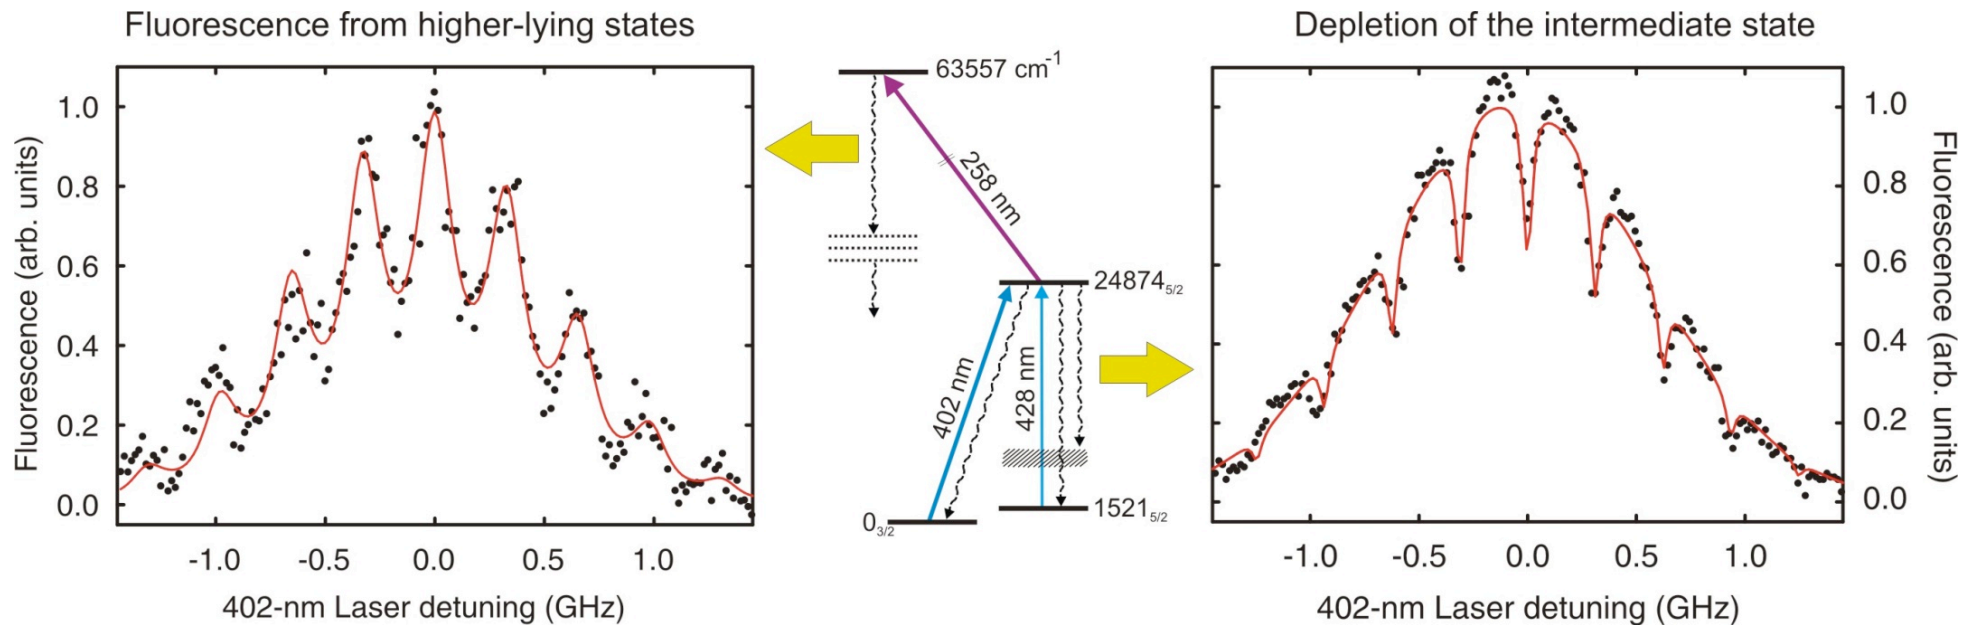 Fluorescence from higher-lying states
Fluorescence (arb. units)
1.0
0.8
0.6
0.4
0.2
0.0
-1.0
-0.5
0.0
0.5
1.0
402-nm Laser detuning (GHz)
63557 cm-1
258 nm
24874 5/2
402 nm
428 nm
1521 5/2
0 3/2
Depletion of the intermediate state
1.0
0.8
0.6
0.4
0.2
0.0
Fluorescence (arb. units)
-1.0
-0.5
0.0
0.5
1.0
402-nm Laser detuning (GHz)